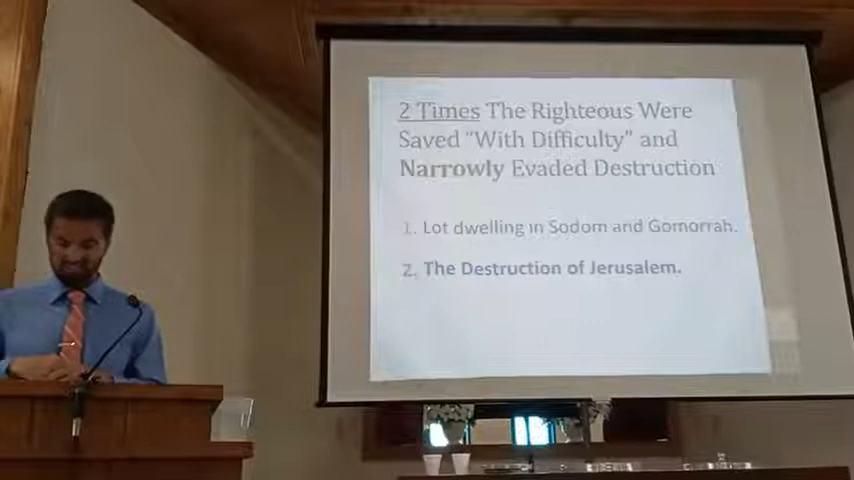 2 Times The Righteous Were
Saved "With Difficulty" and
Narrowly Evaded Destruction
1. Lot dwelling in Sodom and Gomorrah.
2. The Destruction of Jerusalem.